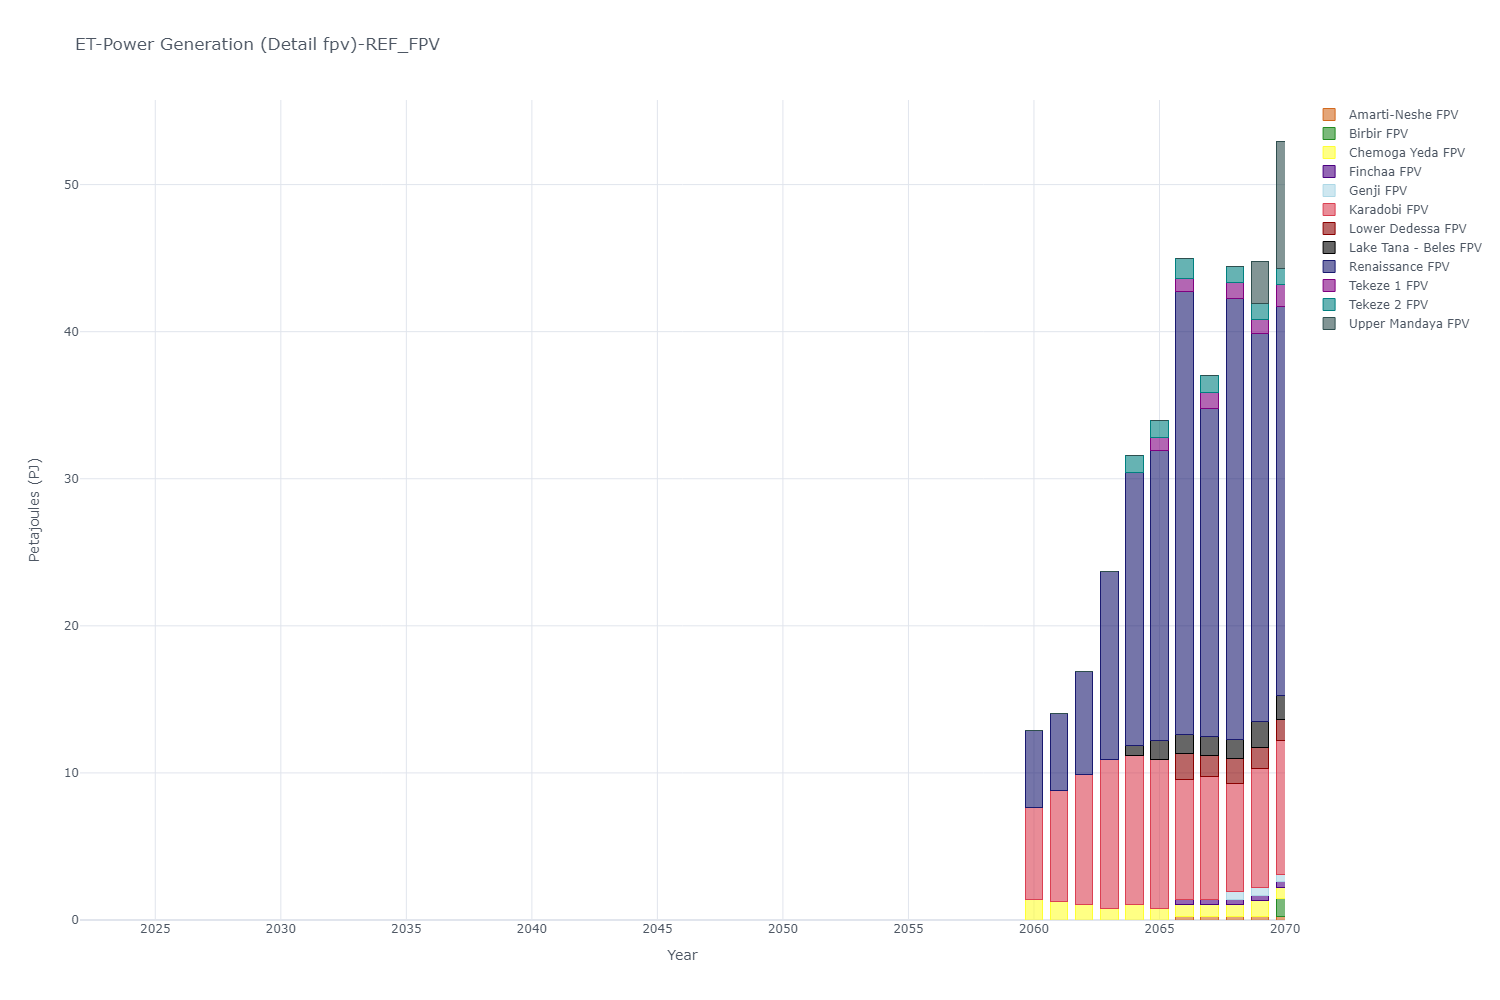 ET-Power Generation (Detail fpv)-REF_FPV
Amarti-Neshe FPV
Birbir FPV
Chemoga Yeda FPV
Finchaa FPV
Genji FPV
Karadobi FPV
Lower Dedessa FPV
Lake Tana - Beles FPV
Renaissance FPV
Tekeze 1 FPV
Tekeze 2 FPV
Upper Mandaya FPV
Petajoules (PJ)
50
40
30
20
10
0
2025 2030 2035 2040 2045 2050 2055 2060 2065 2070
Year